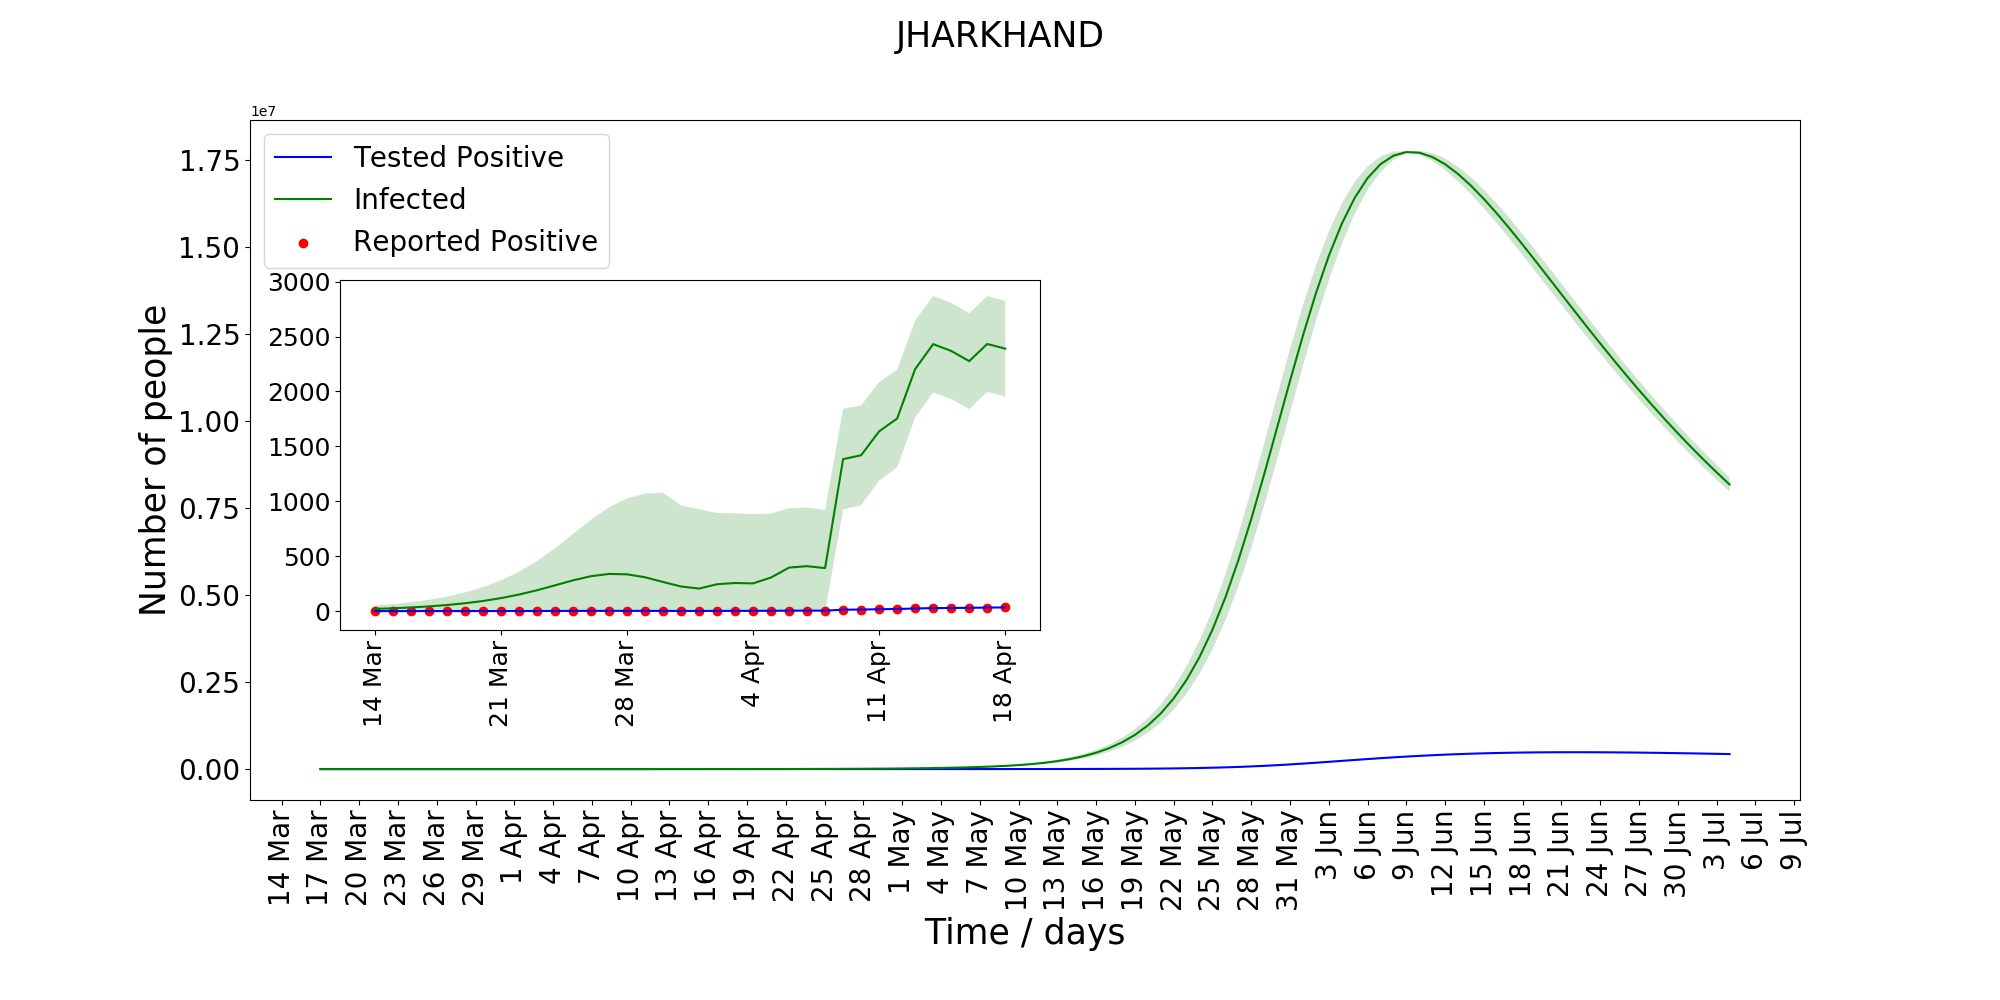 JHARKHAND
1e7
Tested Positive
Infected
Reported Positive
Number of people
1.75
1.50
1.25
1.00
0.75
0.50
0.25
0.00
3000
2500
2000
1500
1000
500
0
14 Mar
21 Mar
28 Mar
4 Apr
11 Apr
18 Apr
14 Mar
17 Mar
20 Mar
23 Mar
26 Mar
29 Mar
1 Apr
4 Apr
7 Apr
10 Apr
13 Apr
16 Apr
19 Apr
22 Apr
25 Apr
28 Apr
1 May
4 May
7 May
10 May
13 May
16 May
19 May
22 May
25 May
28 May
31 May
3 Jun
6 Jun
9 Jun
12 Jun
15 Jun
18 Jun
21 Jun
24 Jun
27 Jun
30 Jun
3 Jul
6 Jul
9 Jul
Time / days